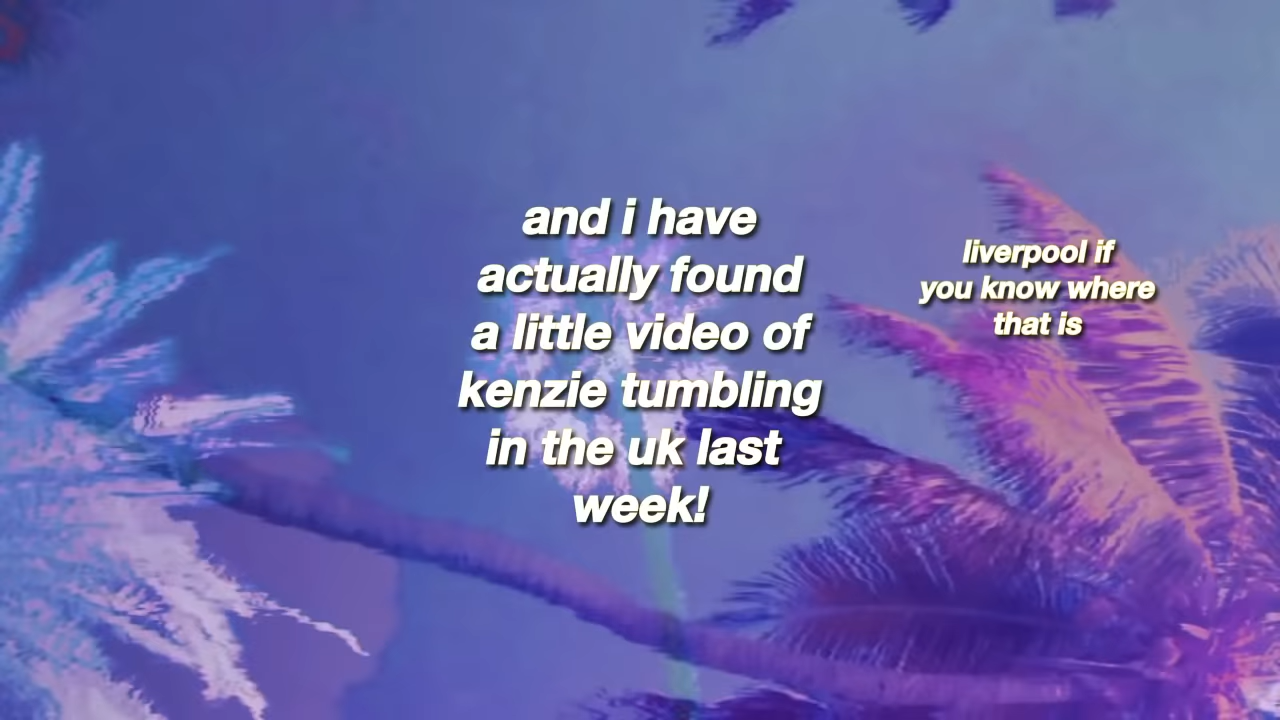 and i have
actually found
a little video of
kenzie tumbling
in the uk last
week!
liverpool if
you know where
that is